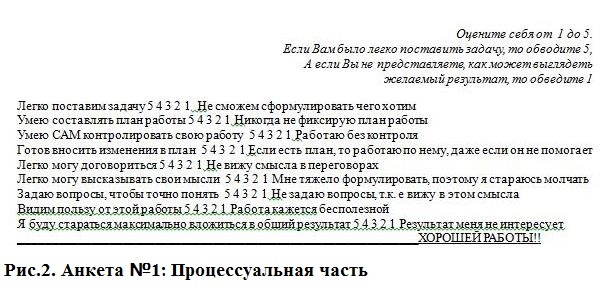 Оцените себя от 1 до 5.
Если Вам было легко поставить задачу, то обводите 5,
А если Вы не представляете, как может выглядеть
желаемый результат, то обведите 1
Легко поставим задачу 5 4 3 2 1 Не сможем сформулировать чего хотим
Умею составлять план работы 5 4 3 2 1 Никогда не фиксирую план работы
Умею САМ контролировать свою работу 5 4 3 2 1 Работаю без контроля
Готов вносить изменения в план 5 4 3 2 1 Если есть план, то работаю по нему, даже если он не помогает
Легко могу договориться 5 4 3 2 1 Не вижу смысла в переговорах
Легко могу высказывать свои мысли 5 4 3 2 1 Мне тяжело формулировать, поэтому я стараюсь молчать
Задаю вопросы, чтобы точно понять 5 4 3 2 1 Не задаю вопросы, т.к. е вижу в этом смысла
Видим пользу от этой работы 5 4 3 2 1 Работа кажется бесполезной
Я буду стараться максимально вложиться в общий результат 5 4 3 2 1 Результат меня не интересует
ХОРОШЕЙ РАБОТЫ!!
Рис.2. Анкета №1: Процессуальная часть